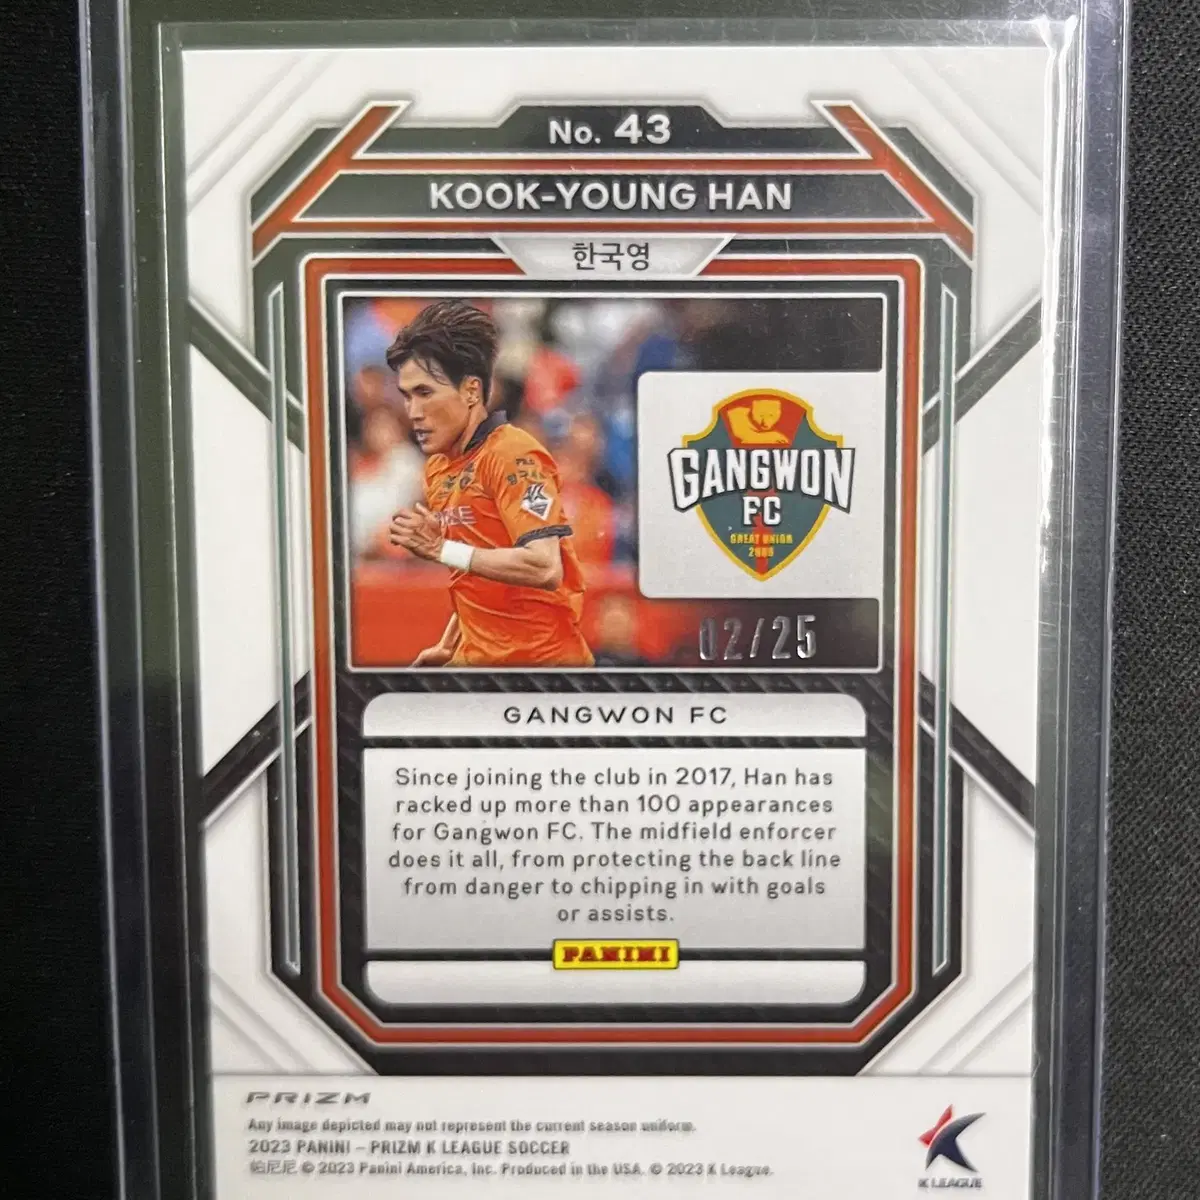 No. 43
KOOK-YOUNG HAN
한국영
GANGWON
FC
GREAT UNION
2008
02/25
GANGWON FC
Since joining the club in 2017, Han has
racked up more than 100 appearances
for Gangwon FC. The midfield enforcer
does it all, from protecting the back line
from danger to chipping in with goals
or assists.
PANINI
PRIZM
Any image depicted may not represent the current season uniform.
2023 PANINI – PRIZM K LEAGUE SOCCER
帕尼尼 © 2023 Panini America, Inc. Produced in the USA. © 2023 K League.
K LEAGUE